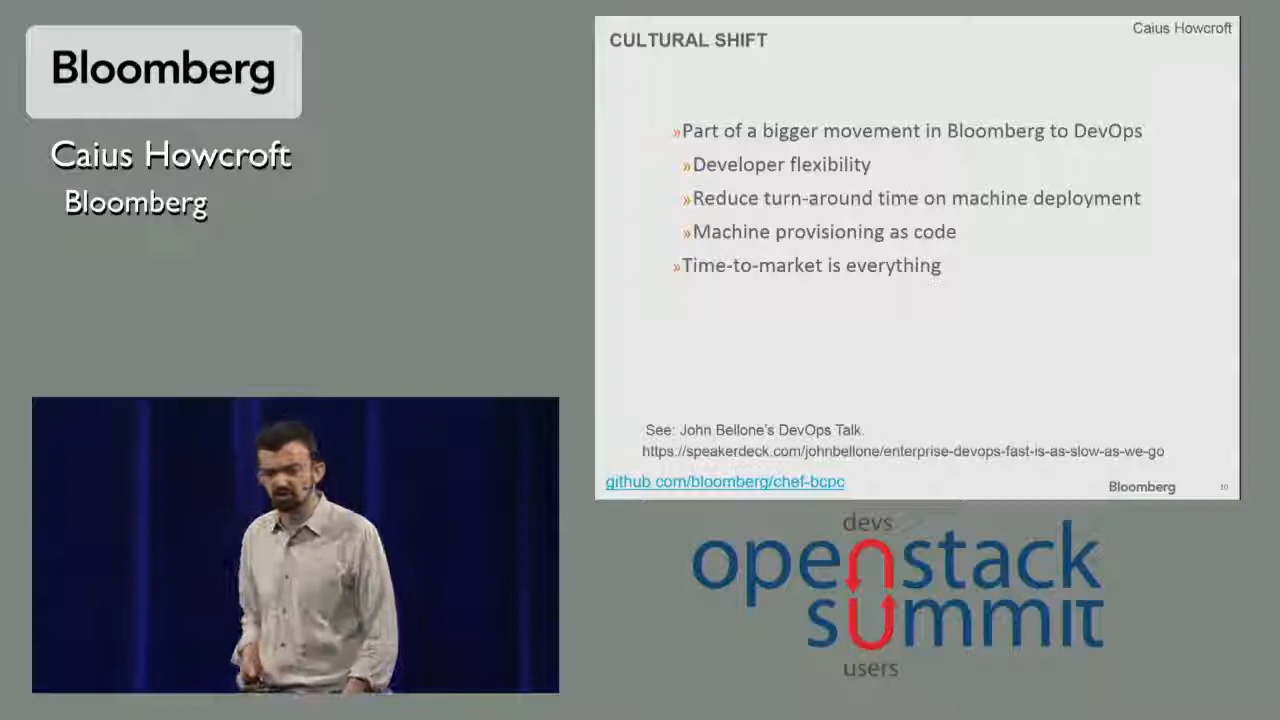 Bloomberg
Caius Howcroft
Bloomberg
Caius Howcroft
CULTURAL SHIFT
»Part of a bigger movement in Bloomberg to DevOps
»Developer flexibility
»Reduce turn-around time on machine deployment
»Machine provisioning as code
»Time-to-market is everything
See: John Bellone's DevOps Talk.
https://speakerdeck.com/johnbellone/enterprise-devops-fast-is-as-slow-as-we-go
github com/bloomberg/chef-bcpc
Bloomberg
10
devs
openstack
summit
users